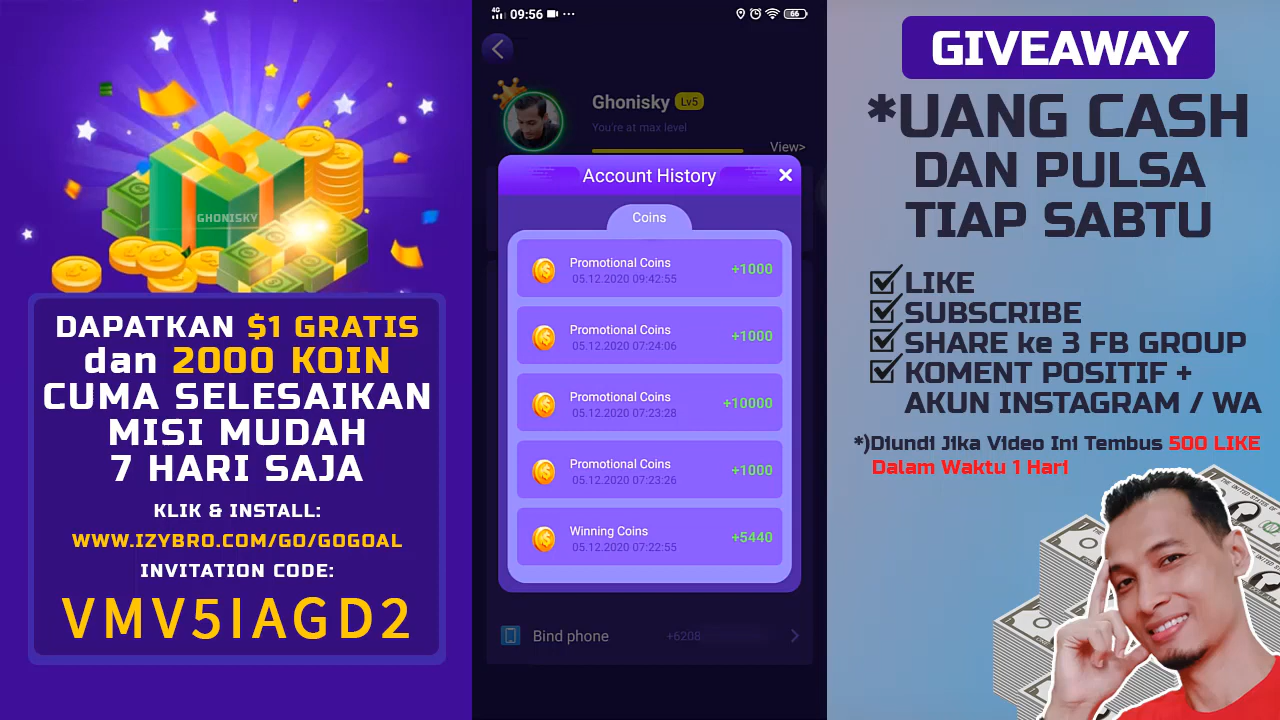 GHONISKY
DAPATKAN $1 GRATIS
dan 2000 KOIN
CUMA SELESAIKAN
MISI MUDAH
7 HARI SAJA
KLIK & INSTALL:
WWW.IZYBRO.COM/GO/GOGOAL
INVITATION CODE:
VMV5IAGD2
4G 09:56 66
Ghonisky Lv5
You're at max level
View>
Account History
Coins
Promotional Coins
05.12.2020 09:42:55
+1000
Promotional Coins
05.12.2020 07:24:06
+1000
Promotional Coins
05.12.2020 07:23:28
+10000
Promotional Coins
05.12.2020 07:23:26
+1000
Winning Coins
05.12.2020 07:22:55
+5440
Bind phone +6208
GIVEAWAY
*UANG CASH
DAN PULSA
TIAP SABTU
LIKE
SUBSCRIBE
SHARE ke 3 FB GROUP
KOMENT POSITIF +
AKUN INSTAGRAM / WA
*)Diundi Jika Video Ini Tembus 500 LIKE
Dalam Waktu 1 Hari